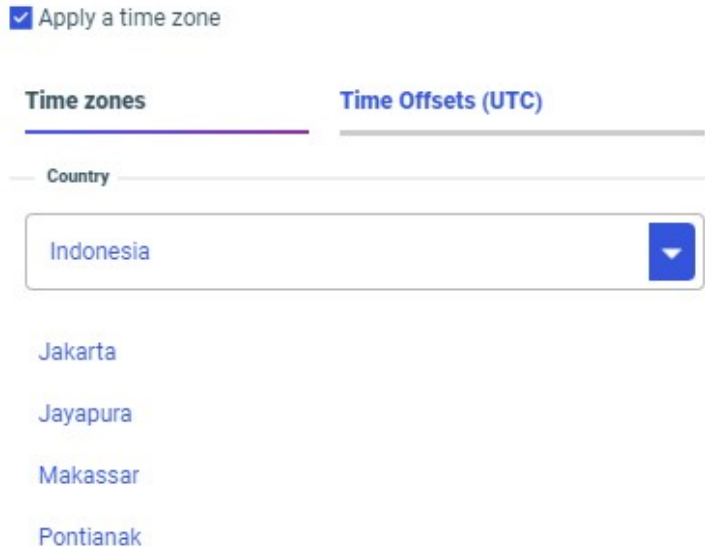 Apply a time zone
Time zones Time Offsets (UTC)
Country
Indonesia
Jakarta
Jayapura
Makassar
Pontianak